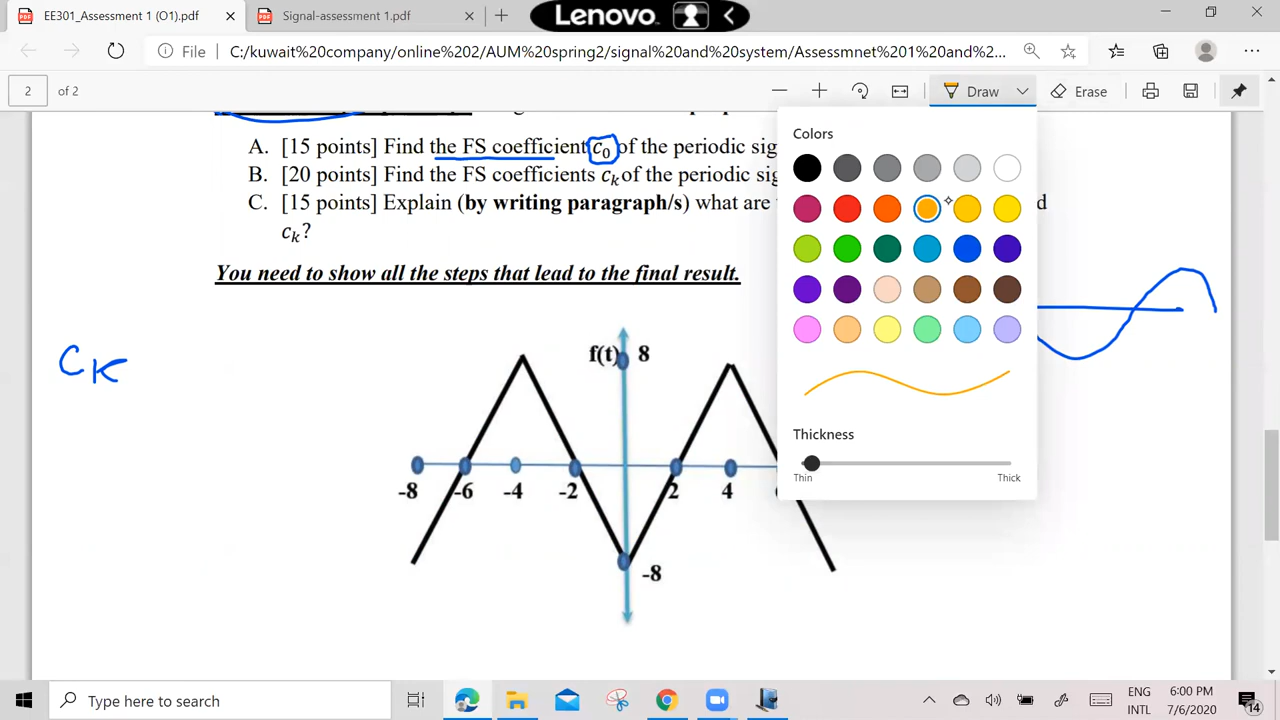 EE301_Assessment 1 (O1).pdf
Signal-assessment 1.pdf
Lenovo
File
C:/kuwait%20company/online%202/AUM%20spring2/signal%20and%20system/Assessmnet%201%20and%2...
2 of 2
Draw
Erase
A. [15 points] Find the FS coefficient c₀ of the periodic sig
B. [20 points] Find the FS coefficients cₖ of the periodic si
C. [15 points] Explain (by writing paragraph/s) what are
d
cₖ?
You need to show all the steps that lead to the final result.
Colors
Thickness
Thin Thick
f(t) 8
CK
-8 -6 -4 -2 2 4
-8
Type here to search
ENG
INTL
6:00 PM
7/6/2020
14